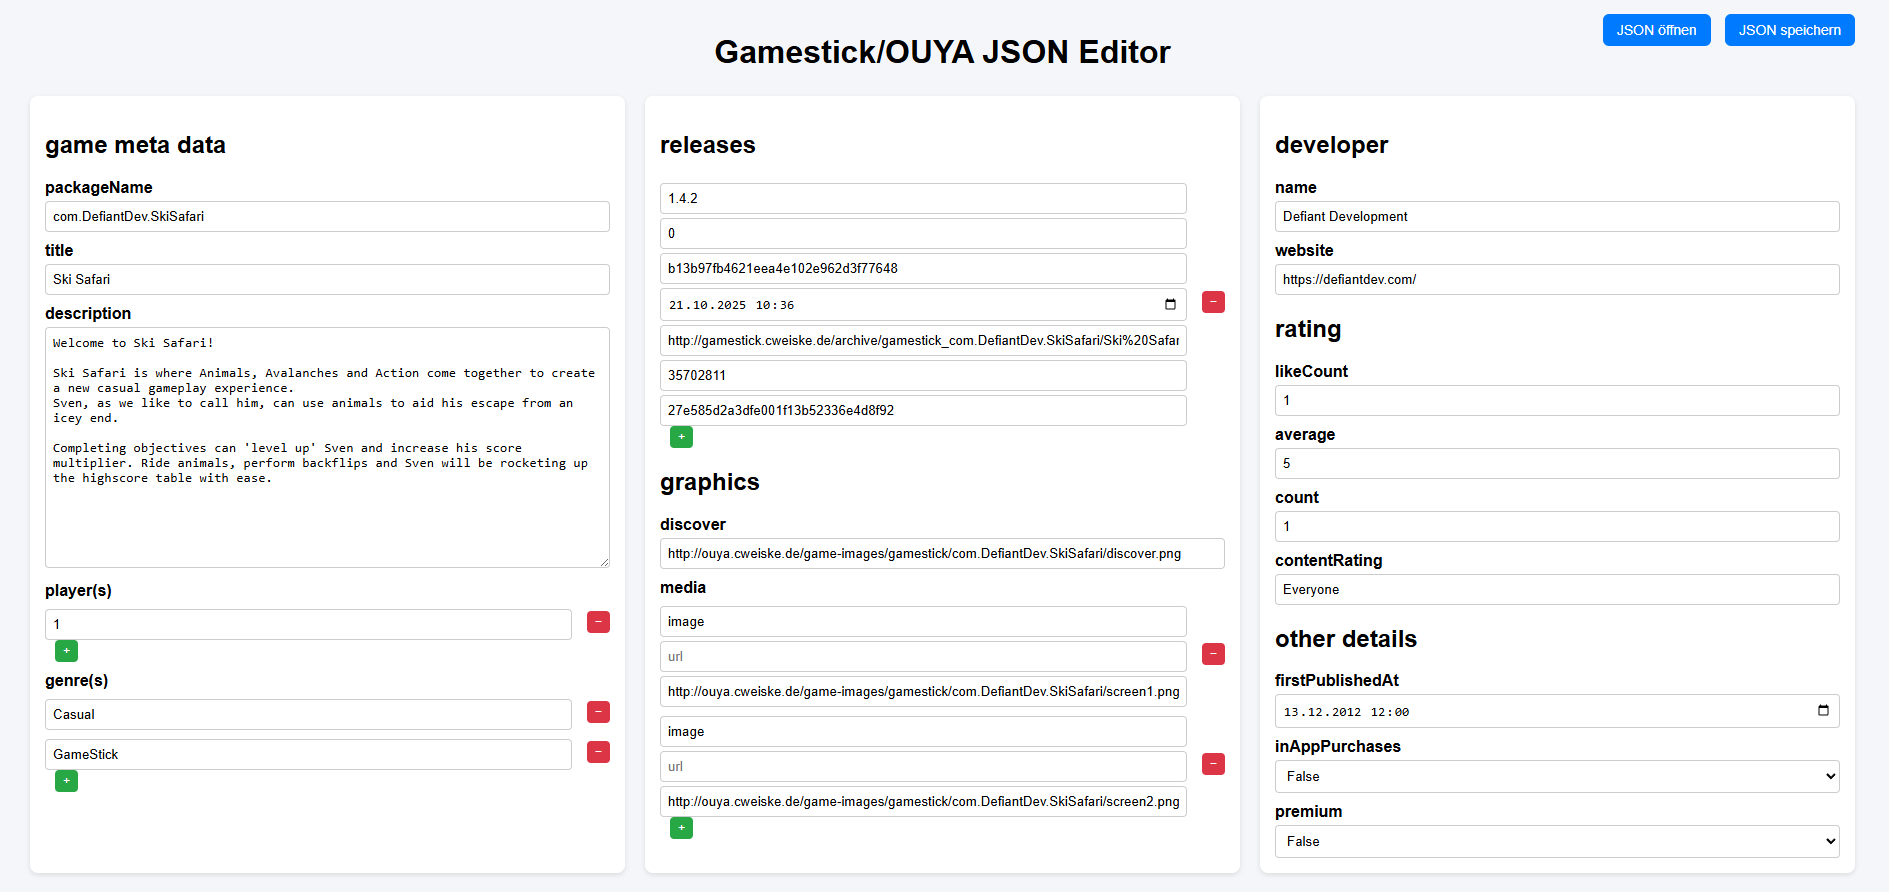 JSON öffnen
JSON speichern
Gamestick/OUYA JSON Editor
game meta data
packageName
com.DefiantDev.SkiSafari
title
Ski Safari
description
Welcome to Ski Safari!
Ski Safari is where Animals, Avalanches and Action come together to create
a new casual gameplay experience.
Sven, as we like to call him, can use animals to aid his escape from an
icey end.
Completing objectives can 'level up' Sven and increase his score
multiplier. Ride animals, perform backflips and Sven will be rocketing up
the highscore table with ease.
player(s)
1
−
+
genre(s)
Casual
−
GameStick
−
+
releases
1.4.2
0
b13b97fb4621eea4e102e962d3f77648
21.10.2025 10:36
−
http://gamestick.cweiske.de/archive/gamestick_com.DefiantDev.SkiSafari/Ski%20Safar
35702811
27e585d2a3dfe001f13b52336e4d8f92
+
graphics
discover
http://ouya.cweiske.de/game-images/gamestick/com.DefiantDev.SkiSafari/discover.png
media
image
url
−
http://ouya.cweiske.de/game-images/gamestick/com.DefiantDev.SkiSafari/screen1.png
image
url
−
http://ouya.cweiske.de/game-images/gamestick/com.DefiantDev.SkiSafari/screen2.png
+
developer
name
Defiant Development
website
https://defiantdev.com/
rating
likeCount
1
average
5
count
1
contentRating
Everyone
other details
firstPublishedAt
13.12.2012 12:00
inAppPurchases
False
premium
False